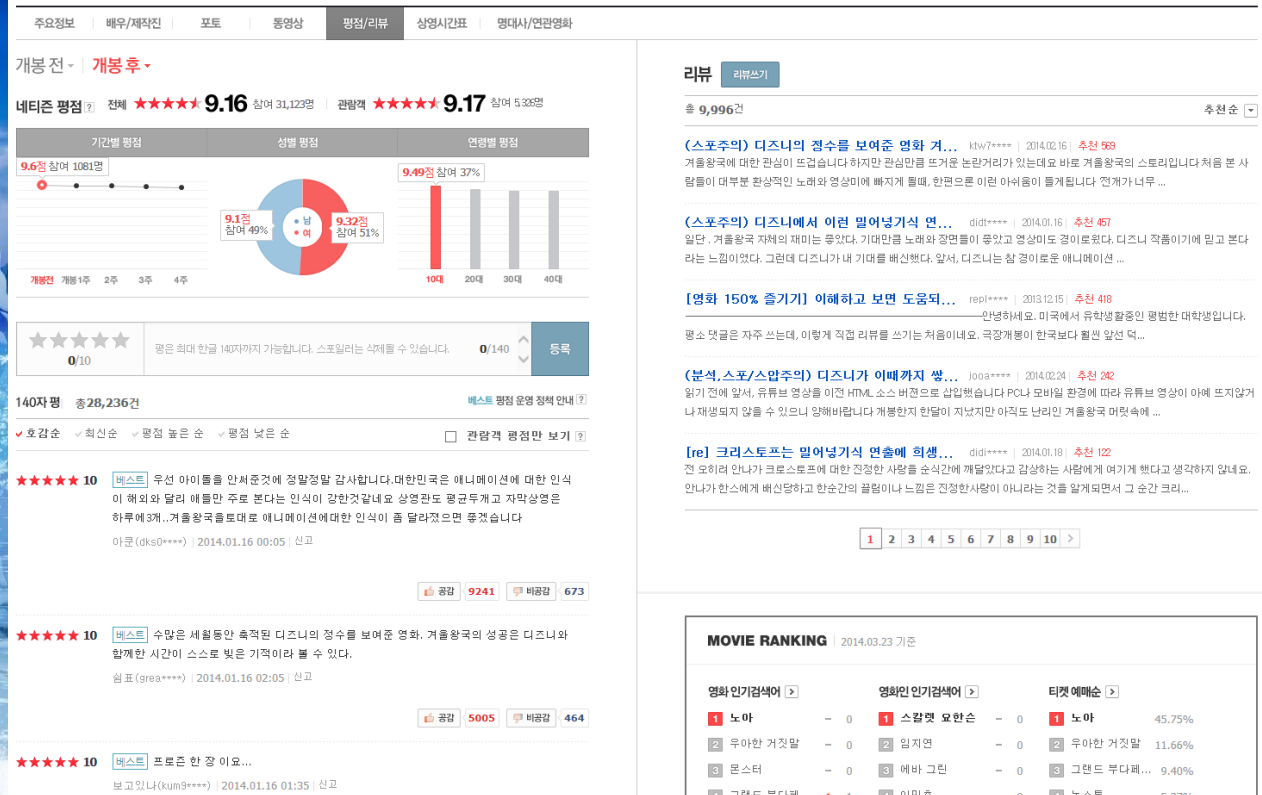 주요정보 배우/제작진 포토 동영상 평점/리뷰 상영시간표 명대사/연관영화
개봉 전 개봉 후
네티즌 평점 ? 전체 ★★★★★ 9.16 참여 31,123명 관람객 ★★★★★ 9.17 참여 5,326명
기간별 평점 성별 평점 연령별 평점
9.6점 참여 1081명
9.49점 참여 37%
9.1점 참여 49%
남
여
9.32점 참여 51%
개봉전 개봉1주 2주 3주 4주
10대 20대 30대 40대
★★★★★
0/10
평은 최대 한글 140자까지 가능합니다. 스포일러는 삭제될 수 있습니다. 0/140 등록
140자 평 총28,236건 베스트 평점 운영 정책 안내 ?
호감순 최신순 평점 높은 순 평점 낮은 순 관람객 평점만 보기 ?
★★★★★ 10 베스트 우선 아이돌을 안써준것에 정말정말 감사합니다.대한민국은 애니메이션에 대한 인식
이 해외와 달리 애들만 주로 본다는 인식이 강한것같네요 상영관도 평균두개고 자막상영은
하루에3개..겨울왕국을토대로 애니메이션에대한 인식이 좀 달라졌으면 좋겠습니다
아쿤(dks0****) 2014.01.16 00:05 신고
공감 9241 비공감 673
★★★★★ 10 베스트 수많은 세월동안 축적된 디즈니의 정수를 보여준 영화. 겨울왕국의 성공은 디즈니와
함께한 시간이 스스로 빚은 기적이라 볼 수 있다.
쉼표(grea****) 2014.01.16 02:05 신고
공감 5005 비공감 464
★★★★★ 10 베스트 프로즌 한 장 이요...
보고있나(kum9****) 2014.01.16 01:35 신고
리뷰 리뷰쓰기
총 9,996건 추천순
(스포주의) 디즈니의 정수를 보여준 영화 겨... ktw7**** 2014.02.16 추천 569
겨울왕국에 대한 관심이 뜨겁습니다 하지만 관심만큼 뜨거운 논란거리가 있는데요 바로 겨울왕국의 스토리입니다 처음 본 사
람들이 대부분 환상적인 노래와 영상미에 빠지게 될때, 한편으론 이런 아쉬움이 들게됩니다 '전개가 너무 ...
(스포주의) 디즈니에서 이런 밀어넣기식 연... didt**** 2014.01.16 추천 457
일단 . 겨울왕국 자체의 재미는 좋았다. 기대만큼 노래와 장면들이 좋았고 영상미도 경이로웠다. 디즈니 작품이기에 믿고 본다
라는 느낌이었다. 그런데 디즈니가 내 기대를 배신했다. 앞서, 디즈니는 참 경이로운 애니메이션 ...
[영화 150% 즐기기] 이해하고 보면 도움되... repl**** 2013.12.15 추천 418
안녕하세요. 미국에서 유학생활중인 평범한 대학생입니다.
평소 댓글은 자주 쓰는데, 이렇게 직접 리뷰를 쓰기는 처음이네요. 극장개봉이 한국보다 훨씬 앞선 덕...
(분석,스포/스압주의) 디즈니가 이때까지 쌓... jooa**** 2014.02.24 추천 242
읽기 전에 앞서, 유튜브 영상을 이전 HTML 소스 버젼으로 삽입했습니다 PC나 모바일 환경에 따라 유튜브 영상이 아예 뜨지않거
나 재생되지 않을 수 있으니 양해바랍니다 개봉한지 한달이 지났지만 아직도 난리인 겨울왕국 머릿속에 ...
[re] 크리스토프는 밀어넣기식 연출에 희생... didi**** 2014.01.18 추천 122
전 오히려 안나가 크로스토프에 대한 진정한 사랑을 순식간에 깨달았다고 감상하는 사람에게 여기게 했다고 생각하지 않네요.
안나가 한스에게 배신당하고 한순간의 끌림이나 느낌은 진정한사랑이 아니라는 것을 알게되면서 그 순간 크리...
1 2 3 4 5 6 7 8 9 10
MOVIE RANKING 2014.03.23 기준
영화 인기검색어 영화인 인기검색어 티켓 예매순
1 노아 - 0 1 스칼렛 요한슨 - 0 1 노아 45.75%
2 우아한 거짓말 - 0 2 임지연 - 0 2 우아한 거짓말 11.66%
3 몬스터 - 0 3 에바 그린 - 0 3 그랜드 부다페... 9.40%